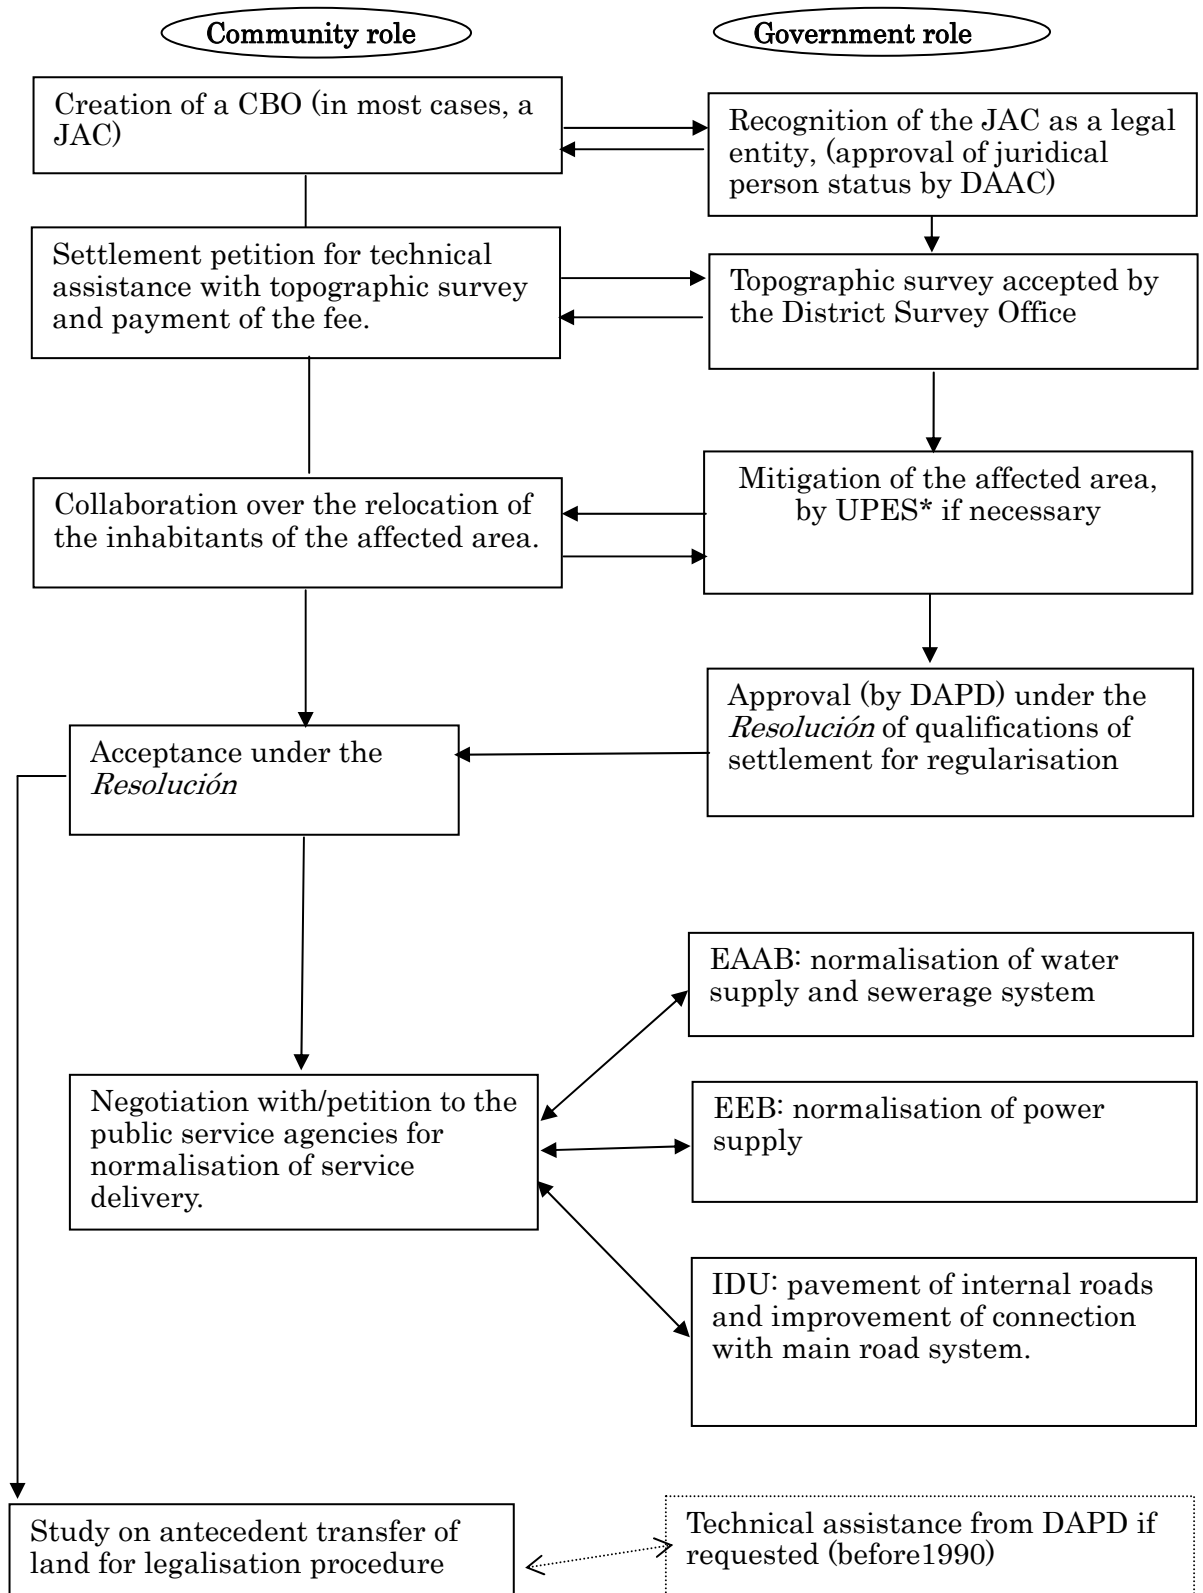 Community role
Government role
Creation of a CBO (in most cases, a
JAC)
Recognition of the JAC as a legal
entity, (approval of juridical
person status by DAAC)
Settlement petition for technical
assistance with topographic survey
and payment of the fee.
Topographic survey accepted by
the District Survey Office
Collaboration over the relocation of
the inhabitants of the affected area.
Mitigation of the affected area,
by UPES* if necessary
Approval (by DAPD) under the
Resolución of qualifications of
settlement for regularisation
Acceptance under the
Resolución
EAAB: normalisation of water
supply and sewerage system
Negotiation with/petition to the
public service agencies for
normalisation of service
delivery.
EEB: normalisation of power
supply
IDU: pavement of internal roads
and improvement of connection
with main road system.
Study on antecedent transfer of
land for legalisation procedure
Technical assistance from DAPD if
requested (before1990)